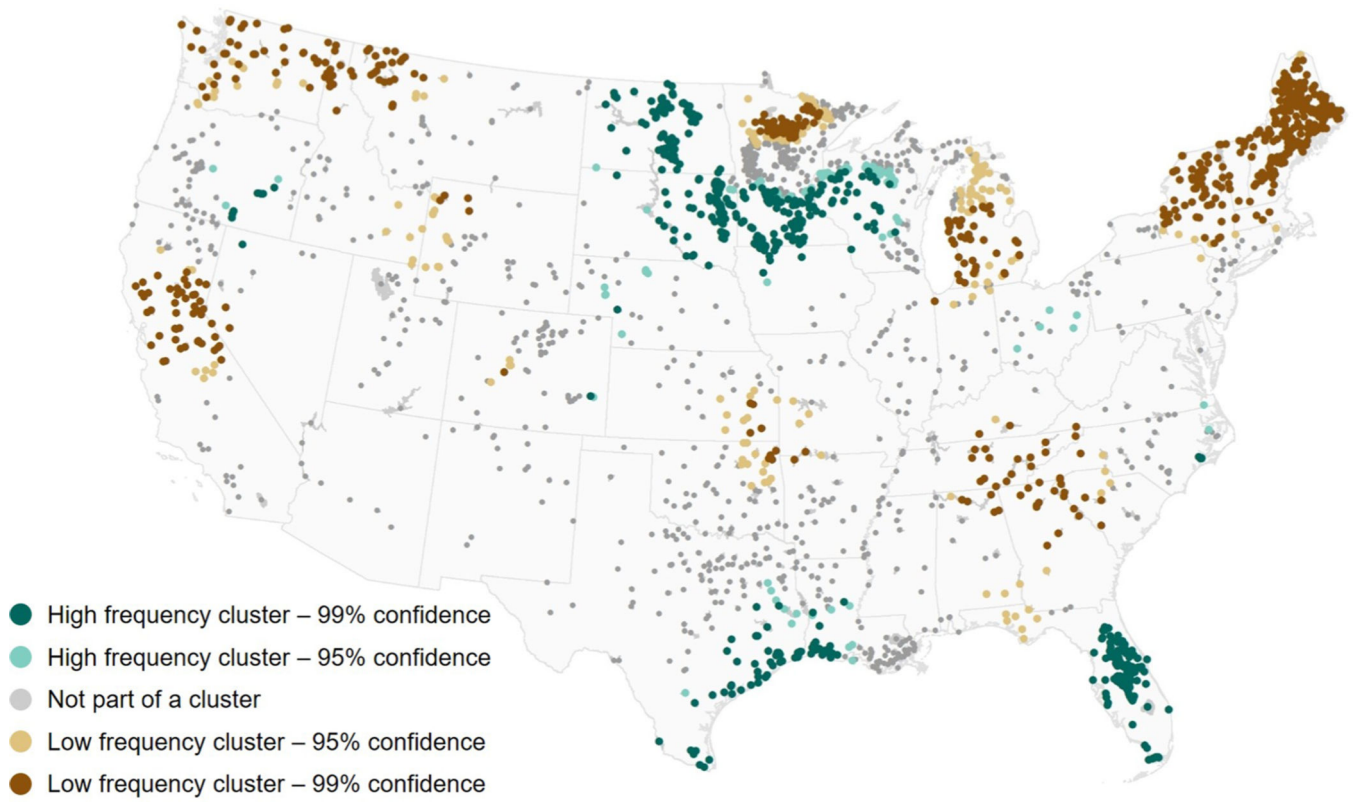 High frequency cluster – 99% confidence
High frequency cluster – 95% confidence
Not part of a cluster
Low frequency cluster – 95% confidence
Low frequency cluster – 99% confidence